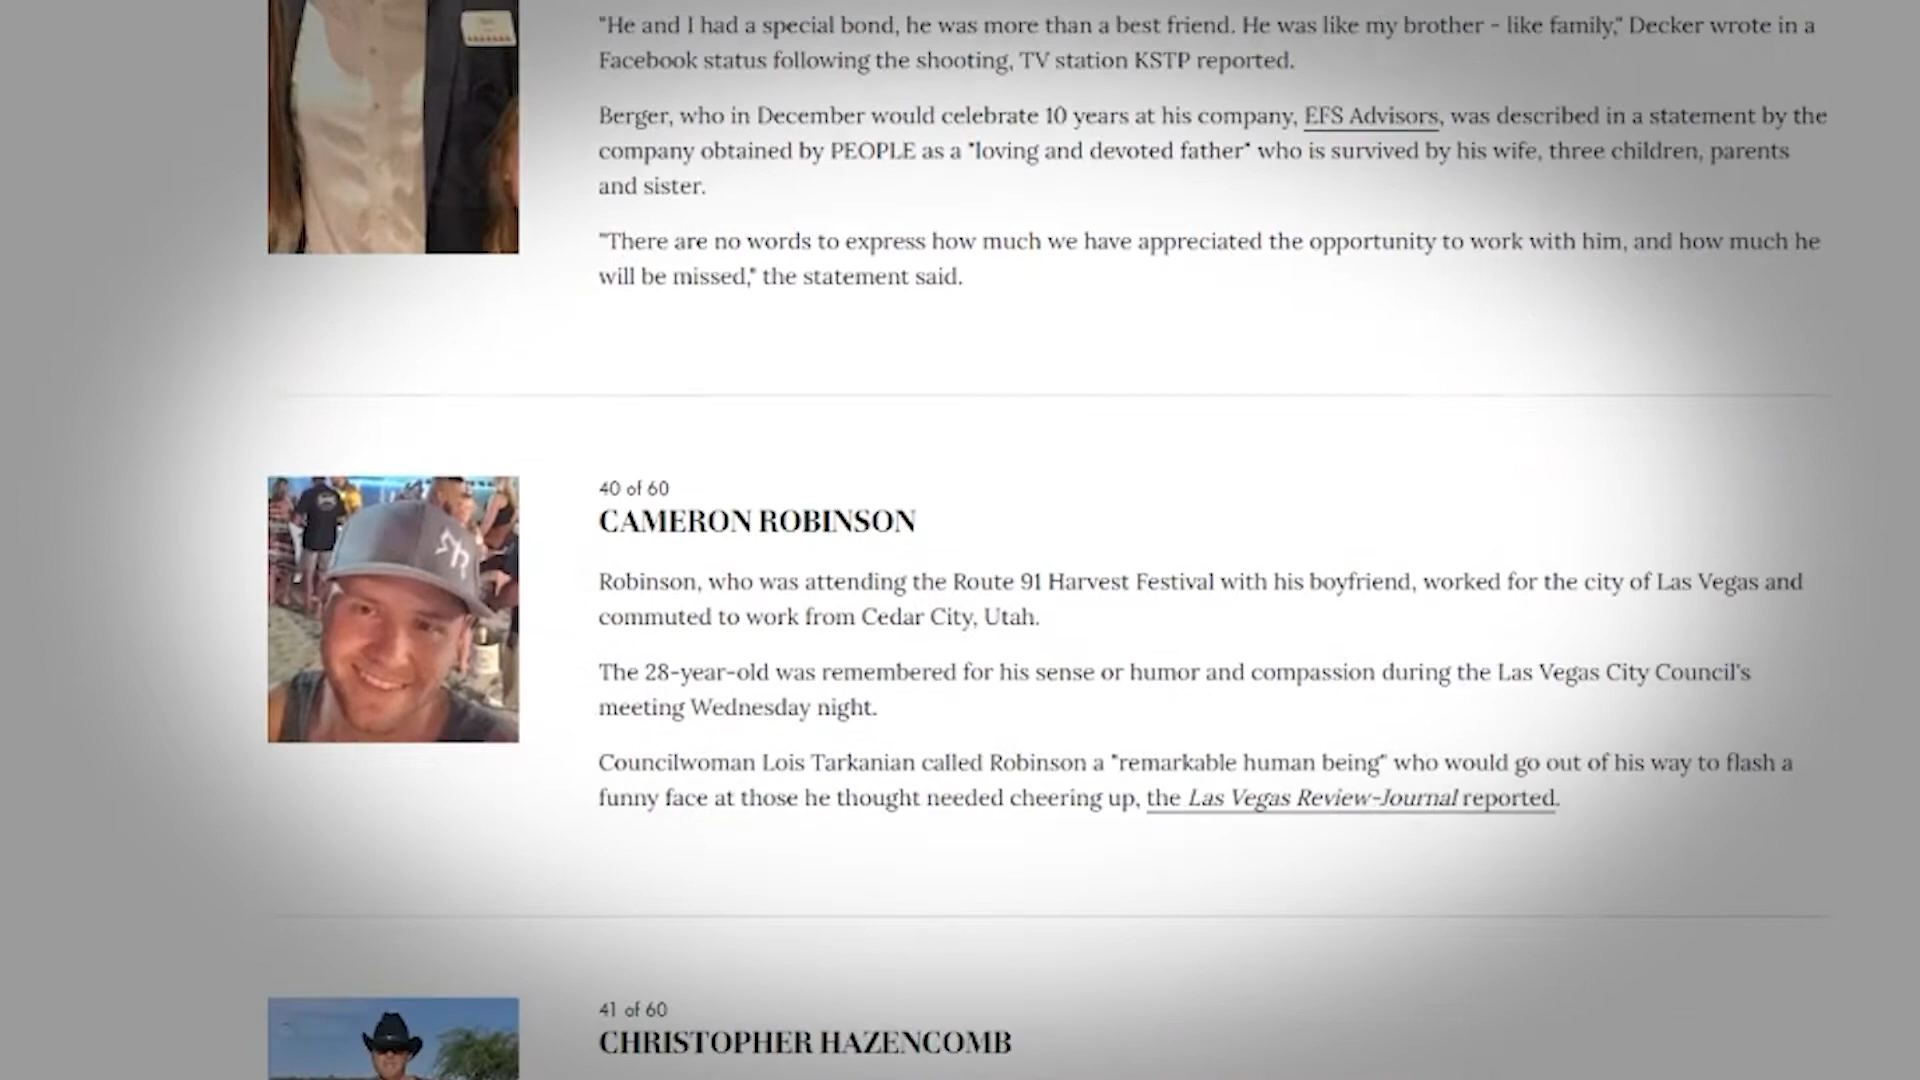 "He and I had a special bond, he was more than a best friend. He was like my brother - like family," Decker wrote in a
Facebook status following the shooting, TV station KSTP reported.
Berger, who in December would celebrate 10 years at his company, EFS Advisors, was described in a statement by the
company obtained by PEOPLE as a "loving and devoted father" who is survived by his wife, three children, parents
and sister.
"There are no words to express how much we have appreciated the opportunity to work with him, and how much he
will be missed," the statement said.
40 of 60
CAMERON ROBINSON
Robinson, who was attending the Route 91 Harvest Festival with his boyfriend, worked for the city of Las Vegas and
commuted to work from Cedar City, Utah.
The 28-year-old was remembered for his sense or humor and compassion during the Las Vegas City Council's
meeting Wednesday night.
Councilwoman Lois Tarkanian called Robinson a "remarkable human being" who would go out of his way to flash a
funny face at those he thought needed cheering up, the Las Vegas Review-Journal reported.
41 of 60
CHRISTOPHER HAZENCOMB